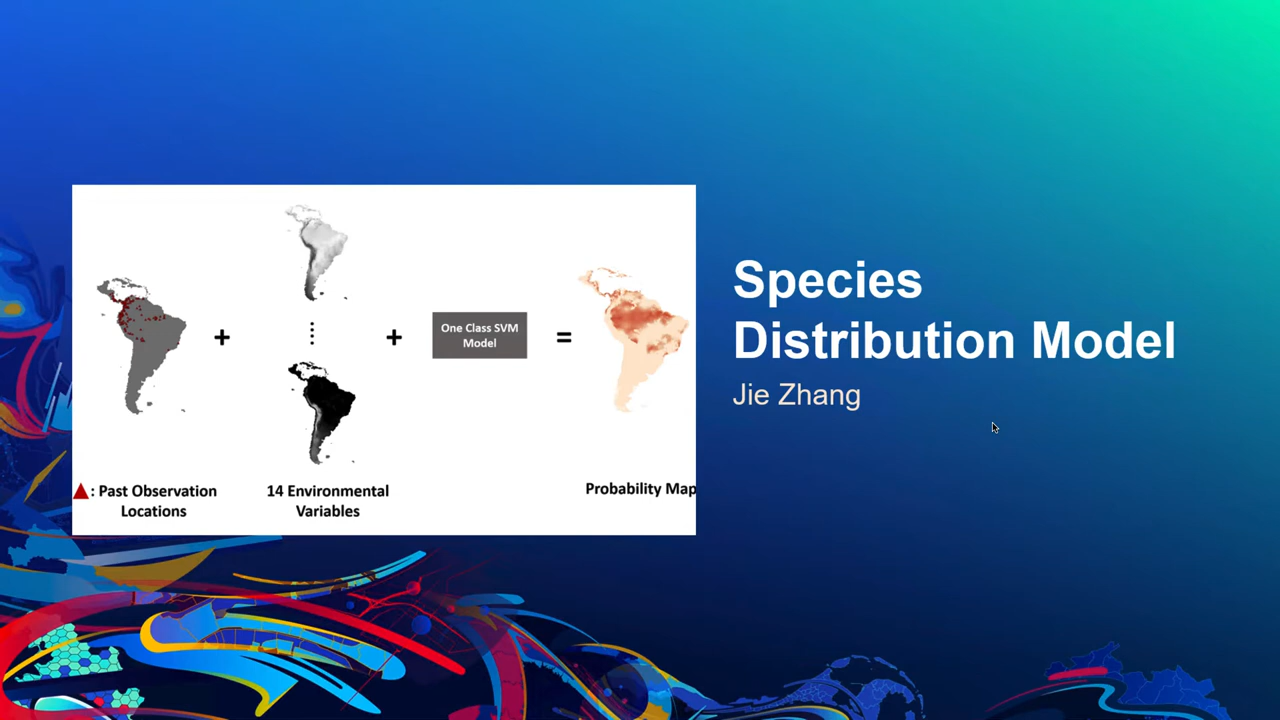 One Class SVM
Model
: Past Observation
Locations
14 Environmental
Variables
Probability Map
+
+
=
Species
Distribution Model
Jie Zhang